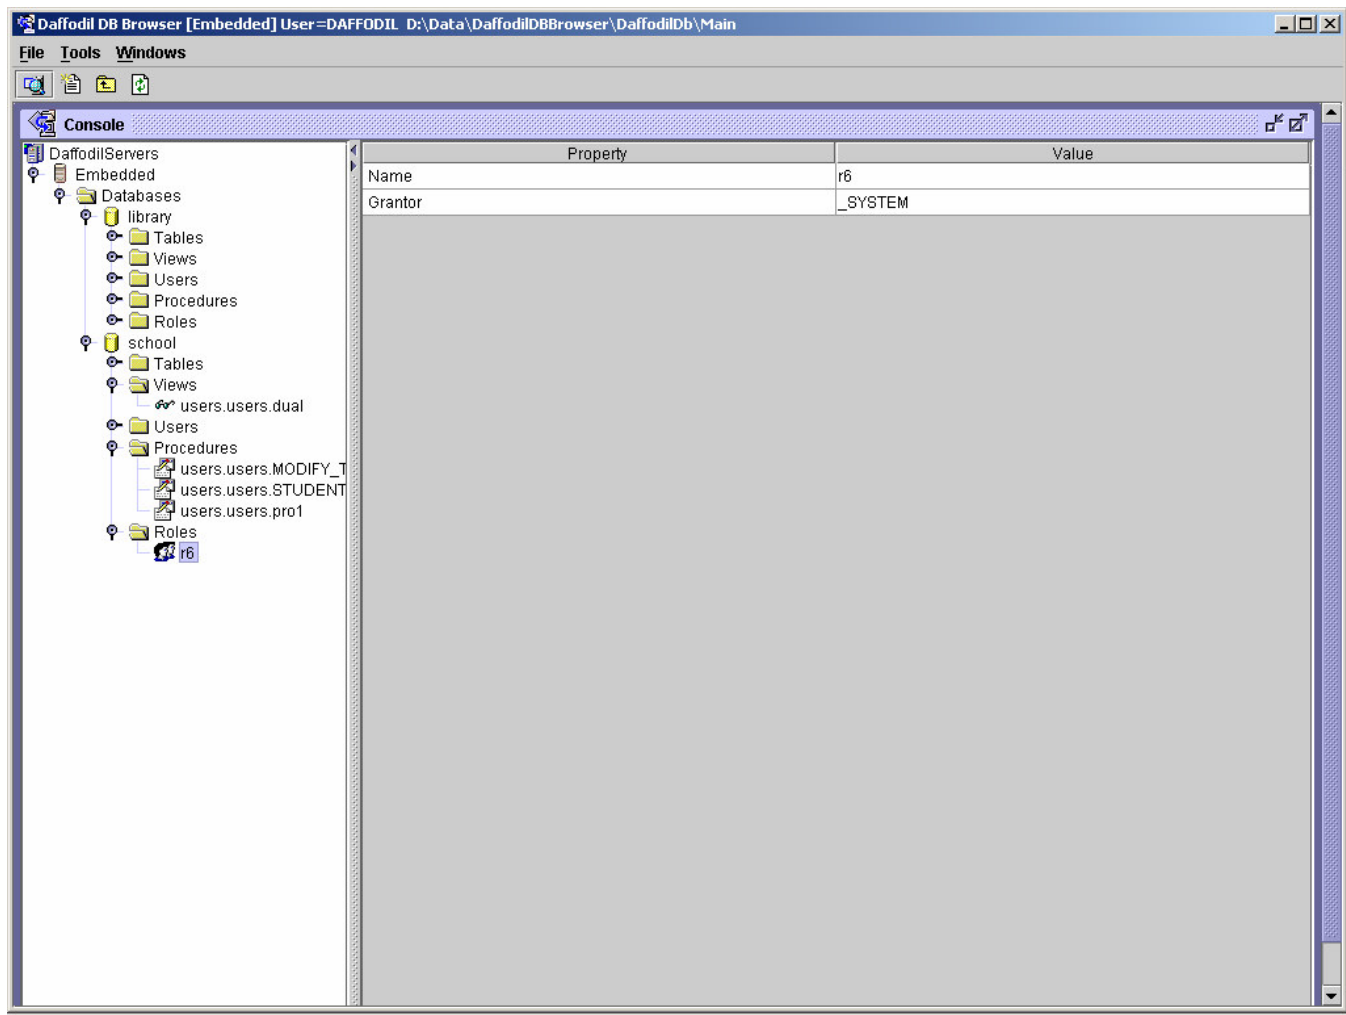 Daffodil DB Browser [Embedded] User=DAFFODIL D:\Data\DaffodilDBBrowser\DaffodilDb\Main
File Tools Windows
Console
DaffodilServers
Embedded
Databases
library
Tables
Views
Users
Procedures
Roles
school
Tables
Views
users.users.dual
Users
Procedures
users.users.MODIFY_T
users.users.STUDENT
users.users.pro1
Roles
r6
Property Value
Name r6
Grantor _SYSTEM